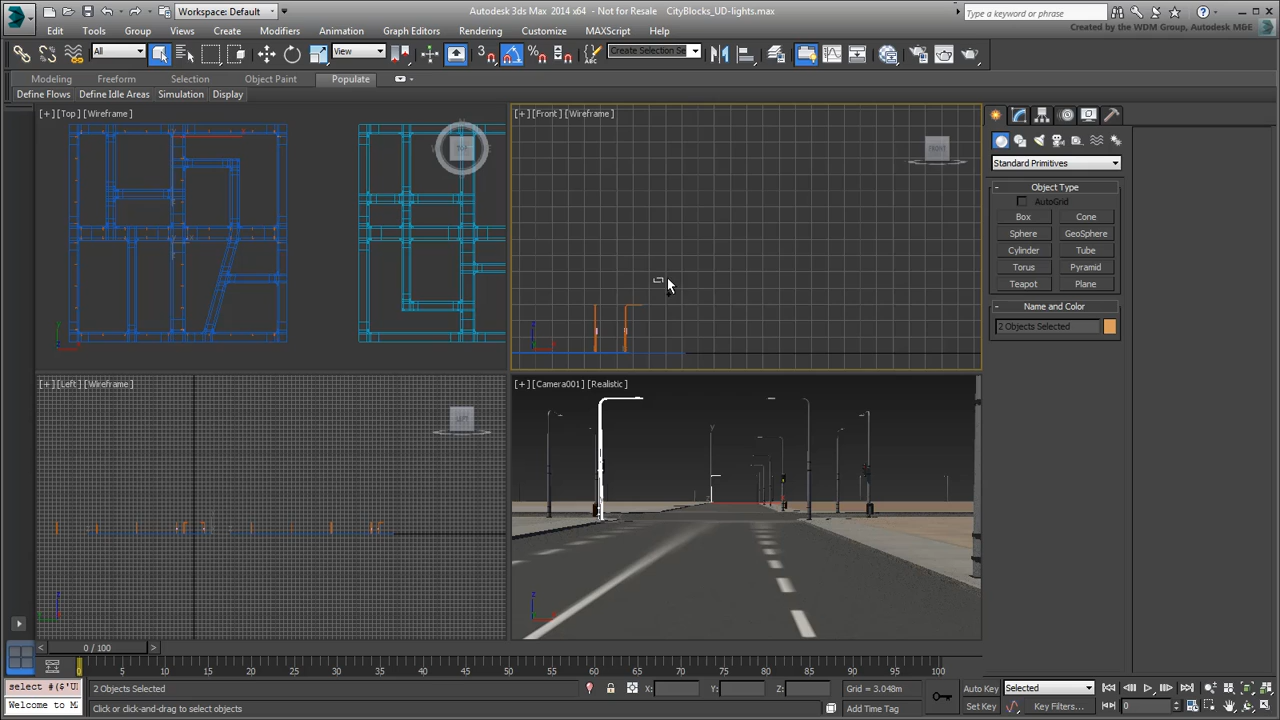 Workspace: Default
Autodesk 3ds Max 2014 x64 - Not for Resale CityBlocks_UD-lights.max
Type a keyword or phrase
Created by the WDM Group, Autodesk M&E
Edit Tools Group Views Create Modifiers Animation Graph Editors Rendering Customize MAXScript Help
All View Create Selection Se
Modeling Freeform Selection Object Paint Populate
Define Flows Define Idle Areas Simulation Display
[+] [Top] [Wireframe]
[+] [Front] [Wireframe]
TOP
FRONT
Standard Primitives
- Object Type
AutoGrid
Box Cone
Sphere GeoSphere
Cylinder Tube
Torus Pyramid
Teapot Plane
- Name and Color
2 Objects Selected
[+] [Left] [Wireframe]
[+] [Camera001] [Realistic]
LEFT
< 0 / 100 >
0 5 10 15 20 25 30 35 40 45 50 55 60 65 70 75 80 85 90 95 100
select #($'U
2 Objects Selected X: Y: Z: Grid = 3.048m Auto Key Selected
Welcome to M
Click or click-and-drag to select objects Add Time Tag Set Key Key Filters... 0